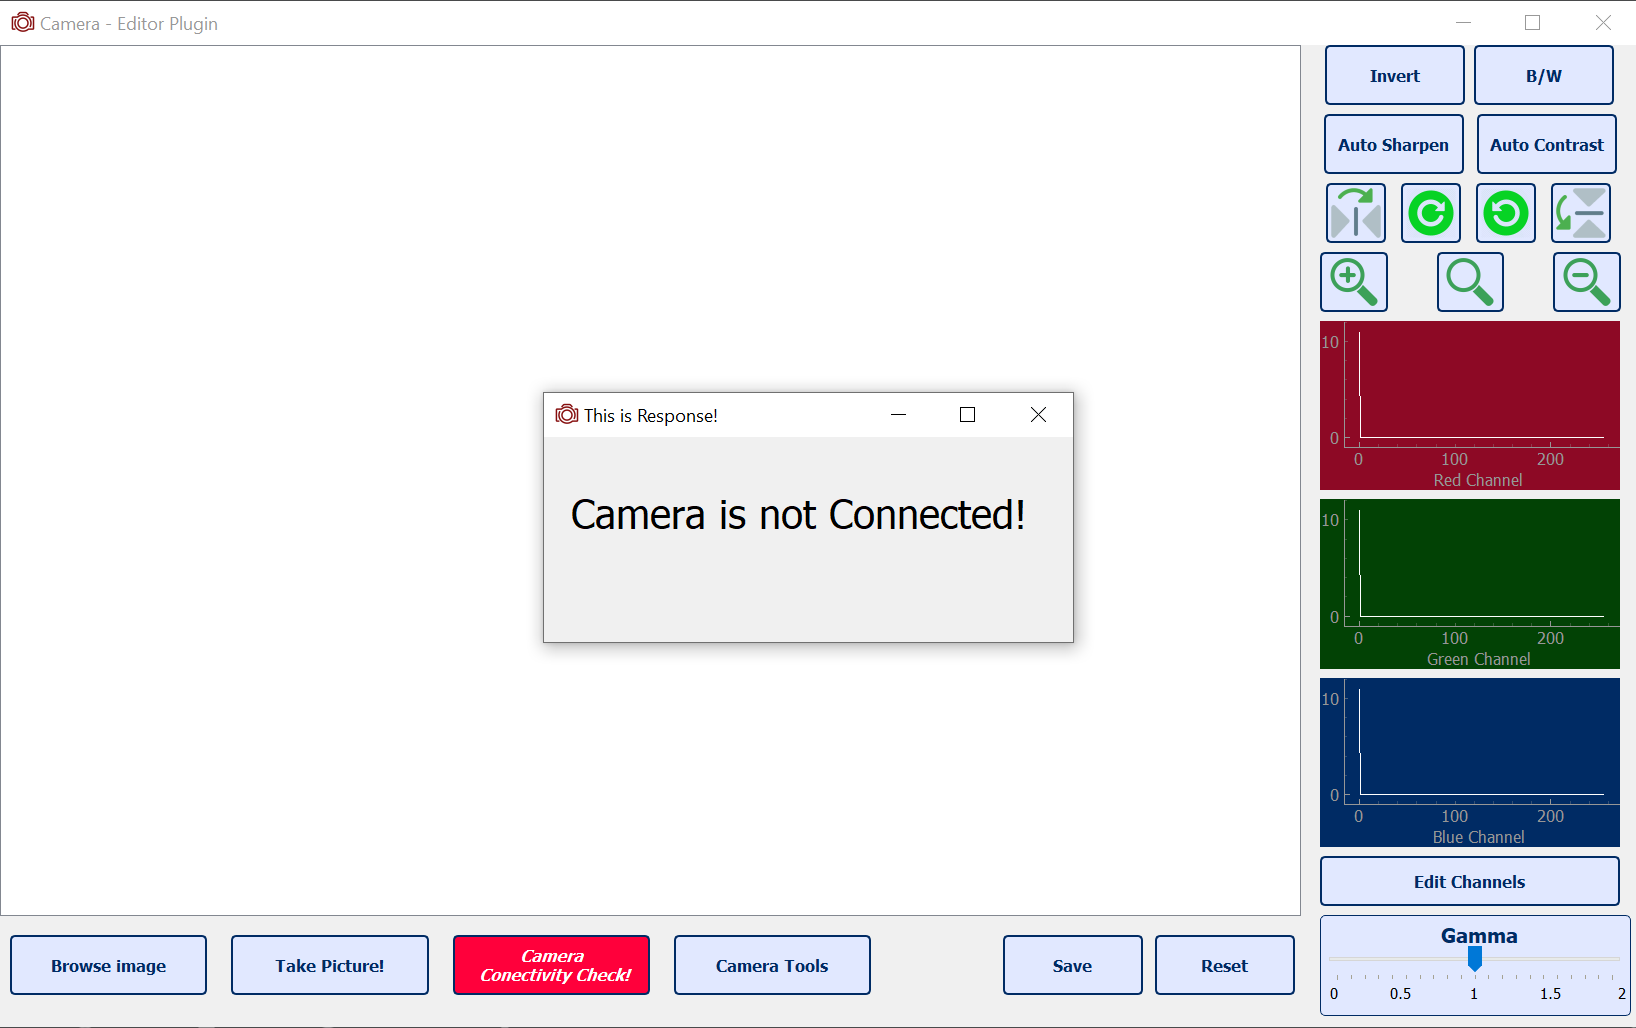 Camera - Editor Plugin
Invert
B/W
Auto Sharpen
Auto Contrast
This is Response!
Camera is not Connected!
10
0
0 100 200
Red Channel
10
0
0 100 200
Green Channel
10
0
0 100 200
Blue Channel
Edit Channels
Gamma
0 0.5 1 1.5 2
Browse image
Take Picture!
Camera
Conectivity Check!
Camera Tools
Save
Reset